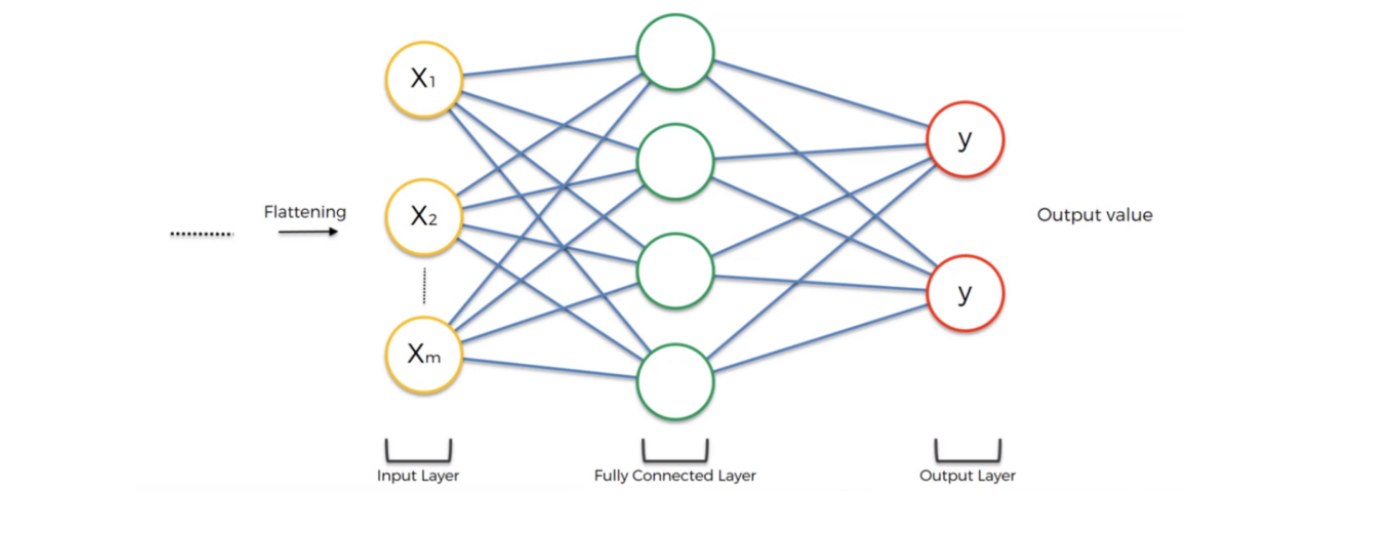 X₁
Flattening
X₂
Xₘ
y
y
Output value
Input Layer
Fully Connected Layer
Output Layer